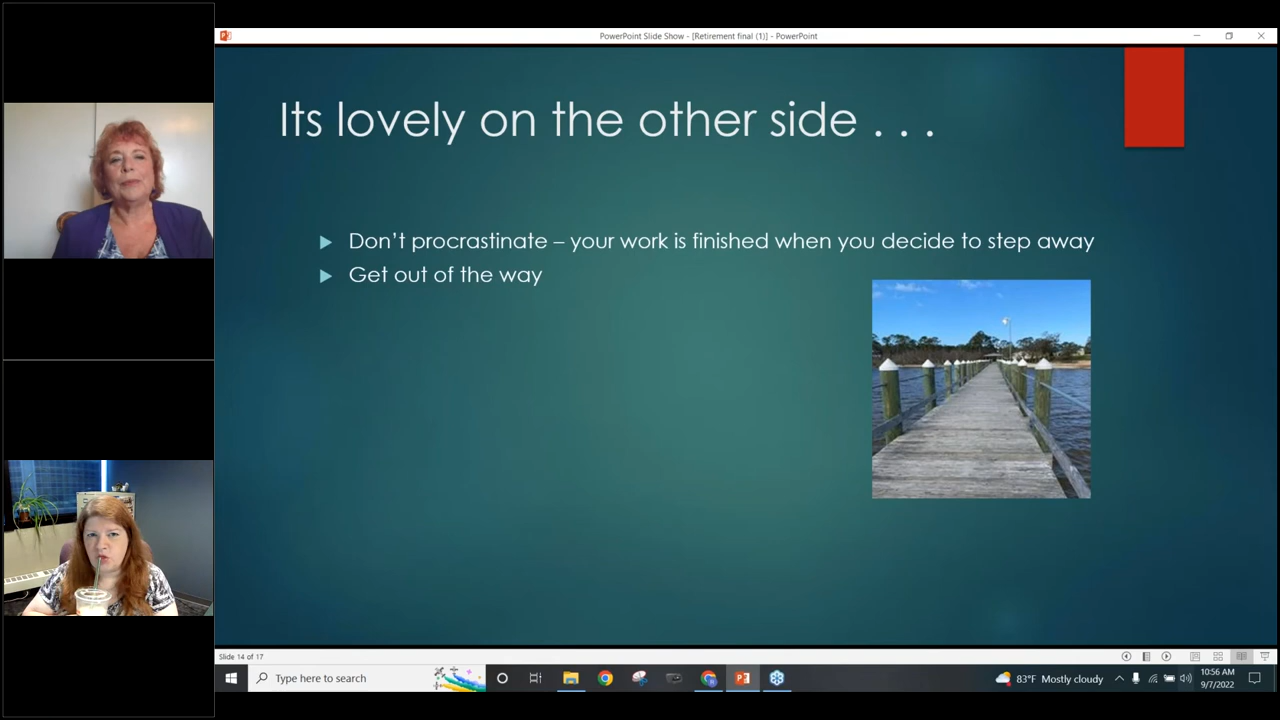 PowerPoint Slide Show - [Retirement final (1)] - PowerPoint
Its lovely on the other side . . .
Don't procrastinate – your work is finished when you decide to step away
Get out of the way
Slide 14 of 17
Type here to search
83°F Mostly cloudy
10:56 AM
9/7/2022